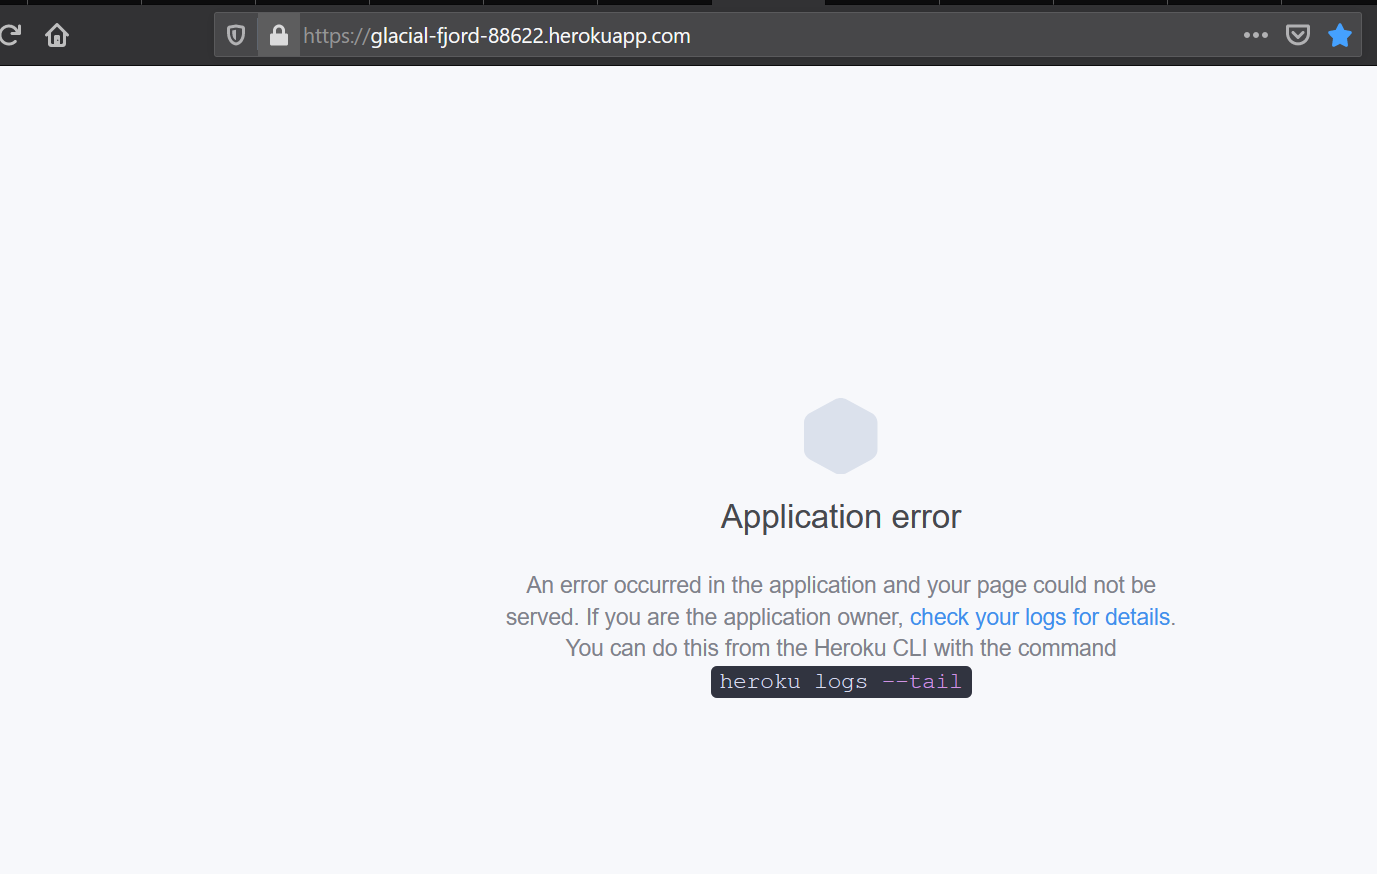 https://glacial-fjord-88622.herokuapp.com
Application error
An error occurred in the application and your page could not be
served. If you are the application owner, check your logs for details.
You can do this from the Heroku CLI with the command
heroku logs --tail